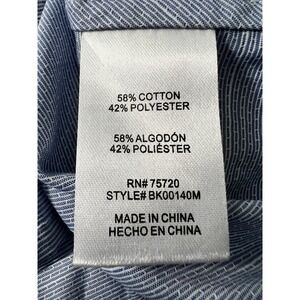 58% COTTON
42% POLYESTER
58% ALGODÓN
42% POLIÉSTER
RN# 75720
STYLE# BK00140M
MADE IN CHINA
HECHO EN CHINA